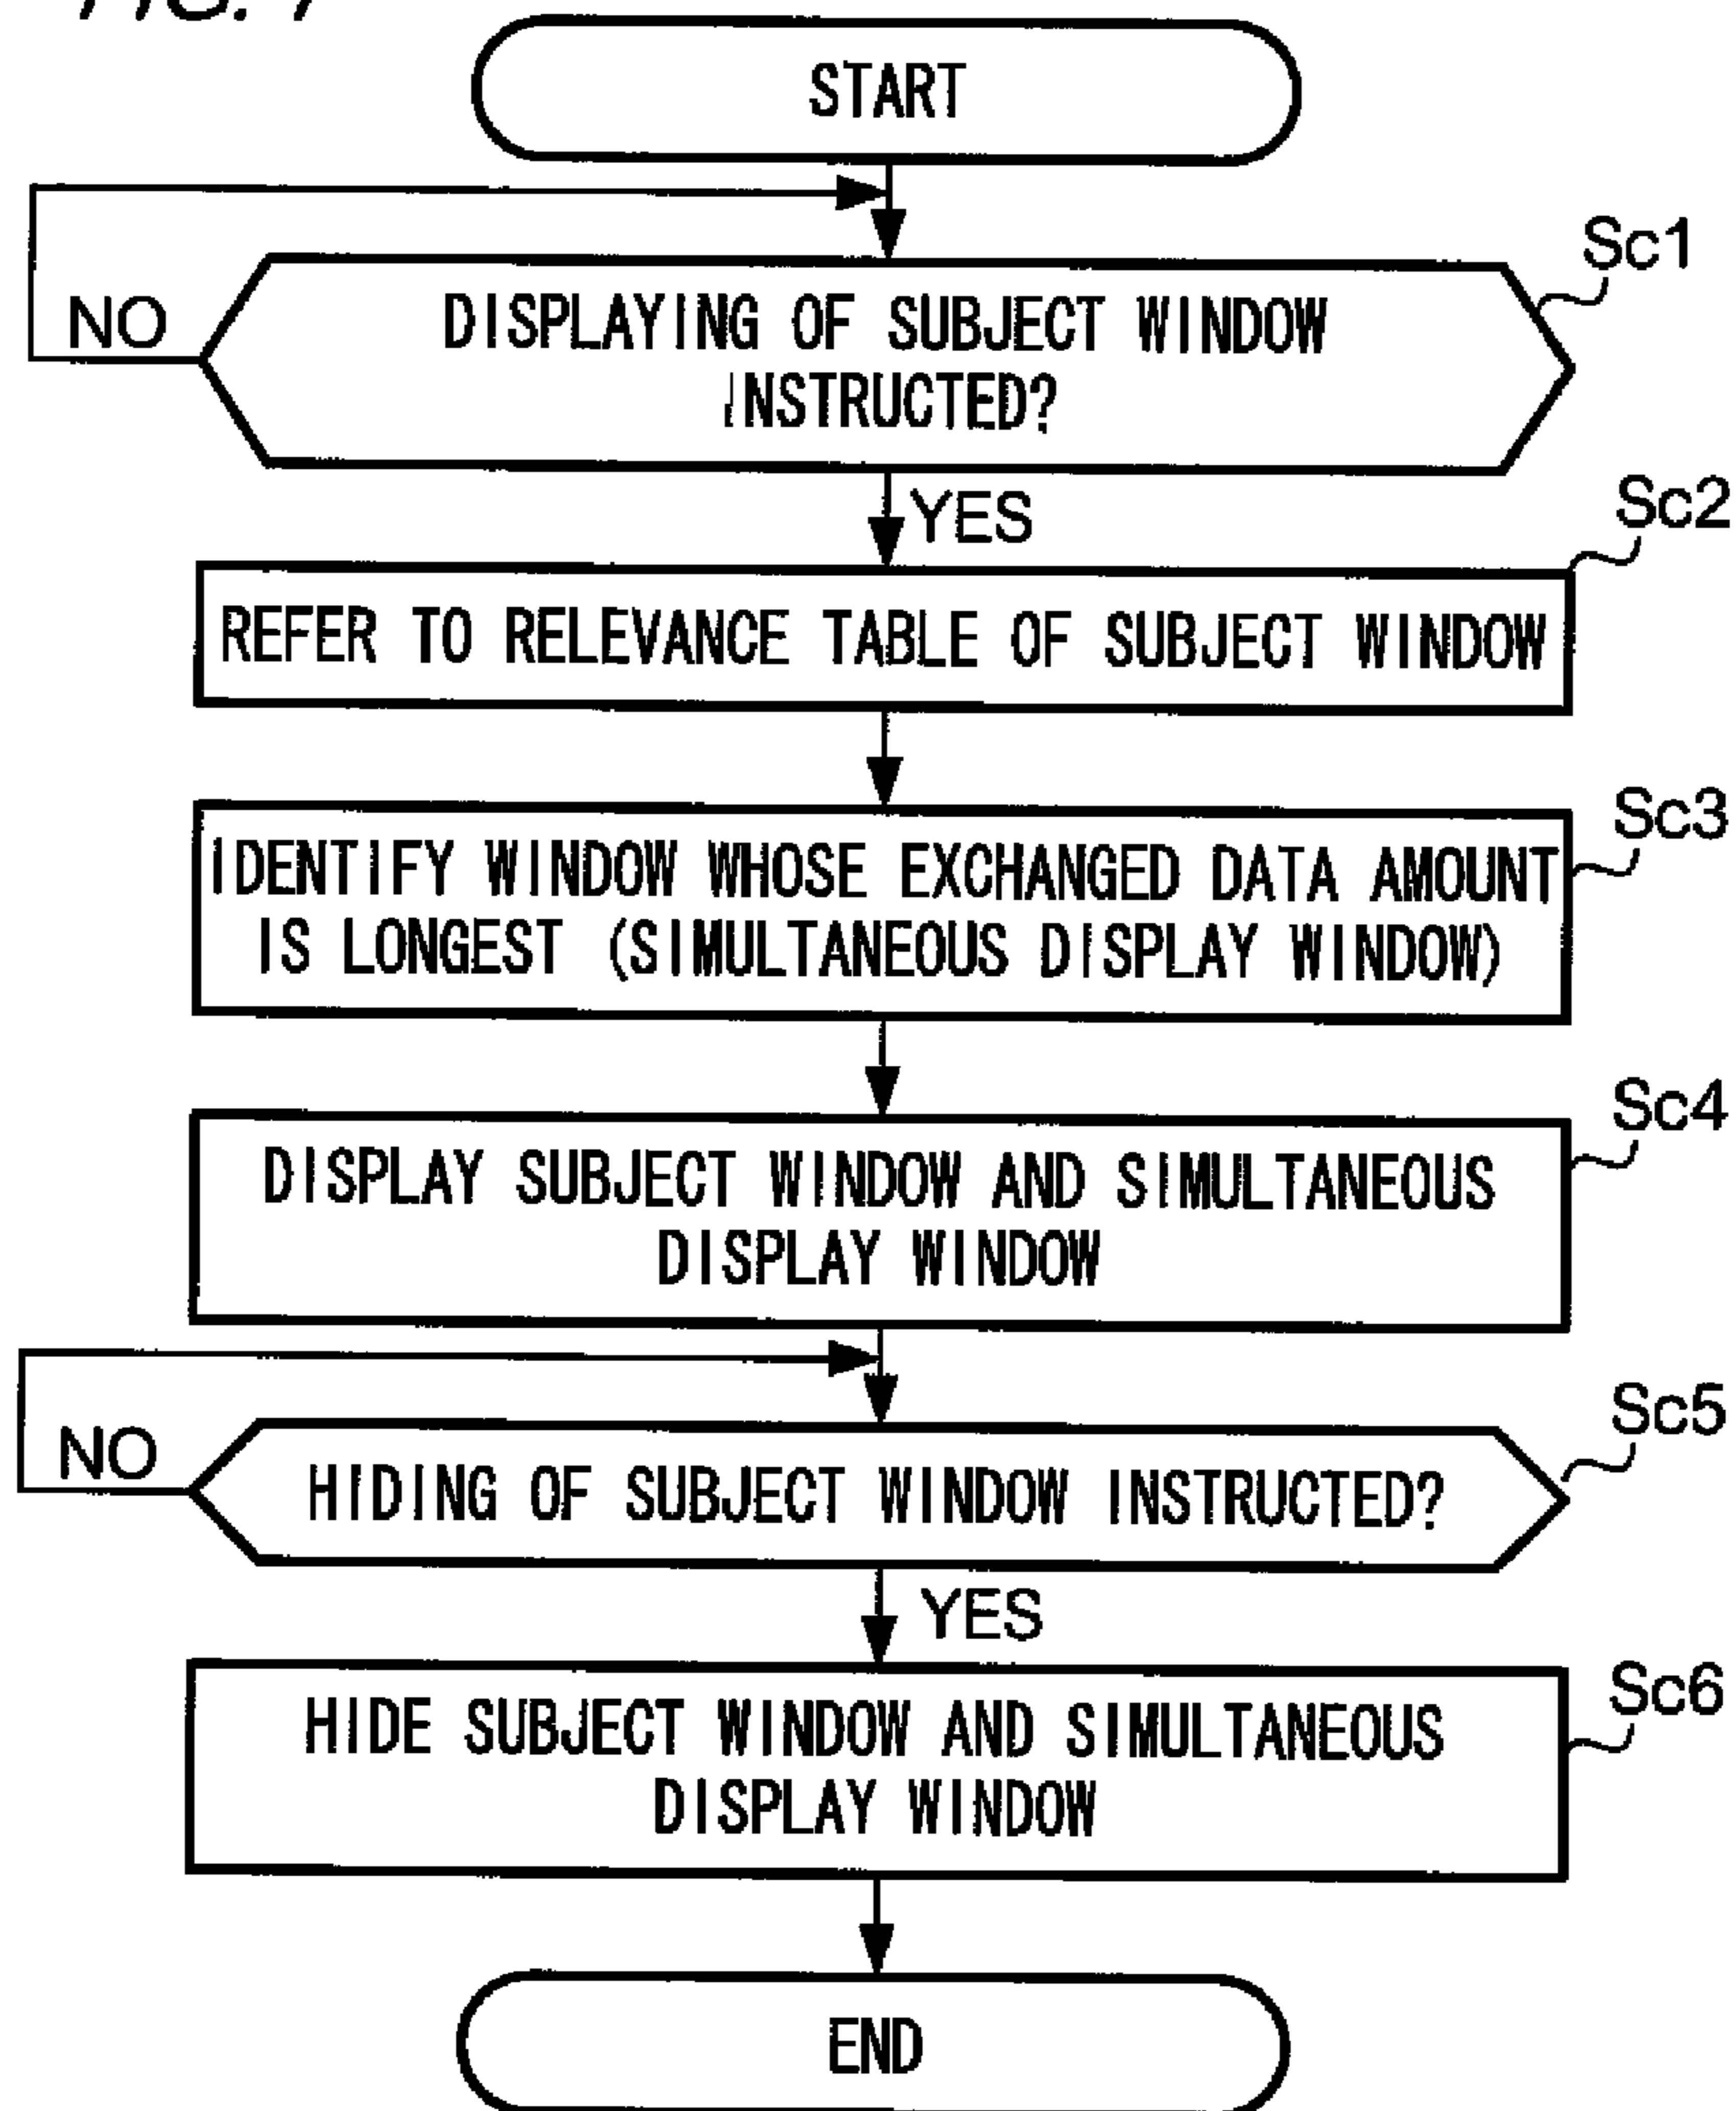 START
Sc1
NO
DISPLAYING OF SUBJECT WINDOW
INSTRUCTED?
YES
Sc2
REFER TO RELEVANCE TABLE OF SUBJECT WINDOW
Sc3
IDENTIFY WINDOW WHOSE EXCHANGED DATA AMOUNT
IS LONGEST (SIMULTANEOUS DISPLAY WINDOW)
Sc4
DISPLAY SUBJECT WINDOW AND SIMULTANEOUS
DISPLAY WINDOW
Sc5
NO
HIDING OF SUBJECT WINDOW INSTRUCTED?
YES
Sc6
HIDE SUBJECT WINDOW AND SIMULTANEOUS
DISPLAY WINDOW
END